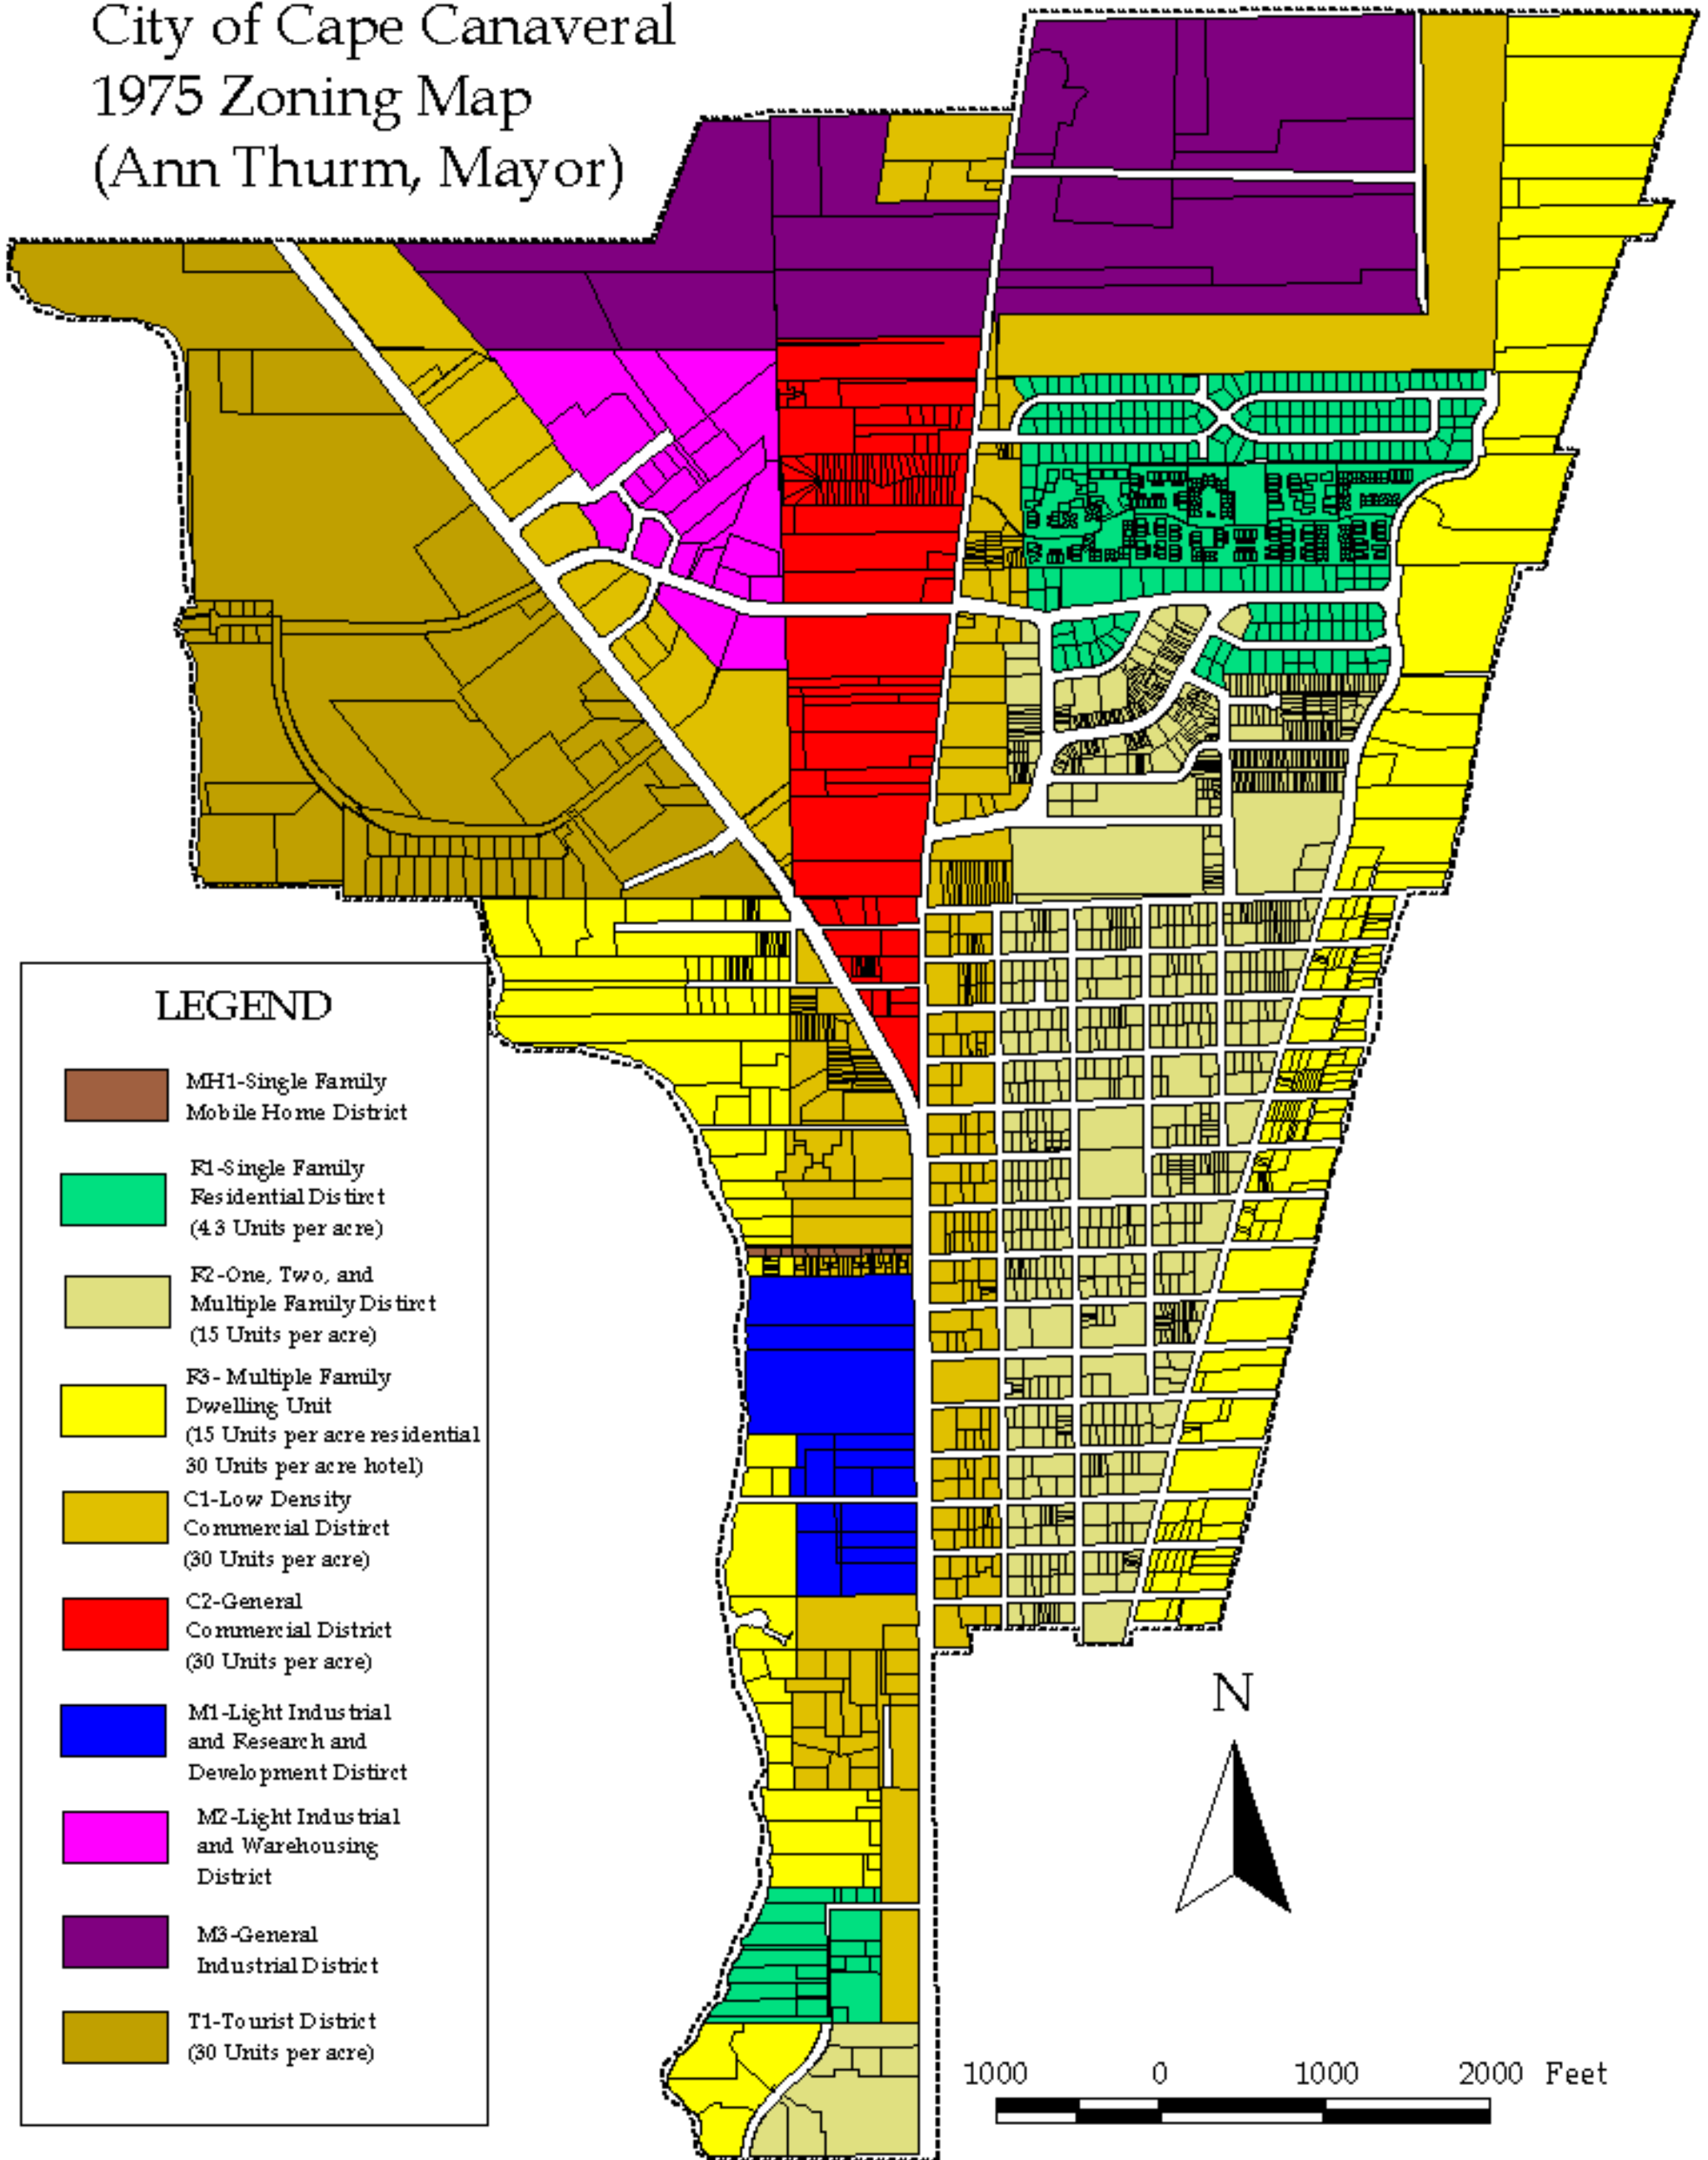 City of Cape Canaveral
1975 Zoning Map
(Ann Thurm, Mayor)
LEGEND
MH1-Single Family
Mobile Home District
R1-Single Family
Residential Distirct
(4.3 Units per acre)
R2-One, Two, and
Multiple Family Distirct
(15 Units per acre)
R3- Multiple Family
Dwelling Unit
(15 Units per acre residential
30 Units per acre hotel)
C1-Low Density
Commercial Distirct
(30 Units per acre)
C2-General
Commercial District
(30 Units per acre)
M1-Light Industrial
and Research and
Development Distirct
M2-Light Industrial
and Warehousing
District
M3-General
Industrial District
T1-Tourist District
(30 Units per acre)
N
1000 0 1000 2000 Feet